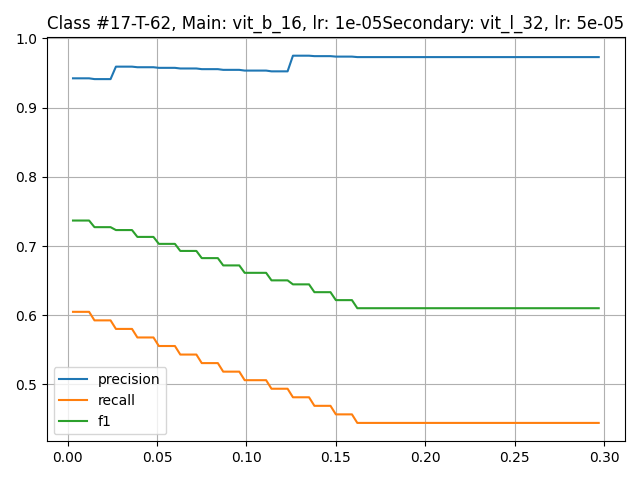 Class #17-T-62, Main: vit_b_16, lr: 1e-05Secondary: vit_l_32, lr: 5e-05
1.0
0.9
0.8
0.7
0.6
0.5
precision
recall
f1
0.00 0.05 0.10 0.15 0.20 0.25 0.30